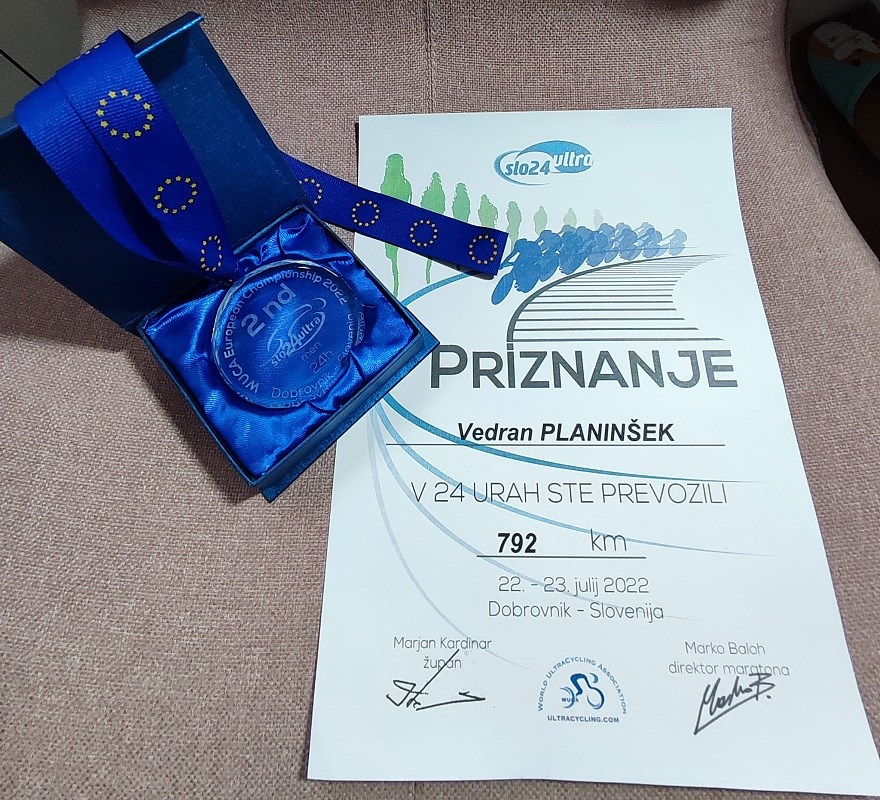 WUCA European Championship 2022
2nd
slo24ultra
men
24h
Dobrovnik - Slovenia
slo24ultra
PRIZNANJE
Vedran PLANINŠEK
V 24 URAH STE PREVOZILI
792 km
22. - 23. julij 2022
Dobrovnik - Slovenija
Marjan Kardinar
župan
Marko Baloh
direktor maratona
WORLD ULTRACYCLING ASSOCIATION
WUCA
ULTRACYCLING.COM